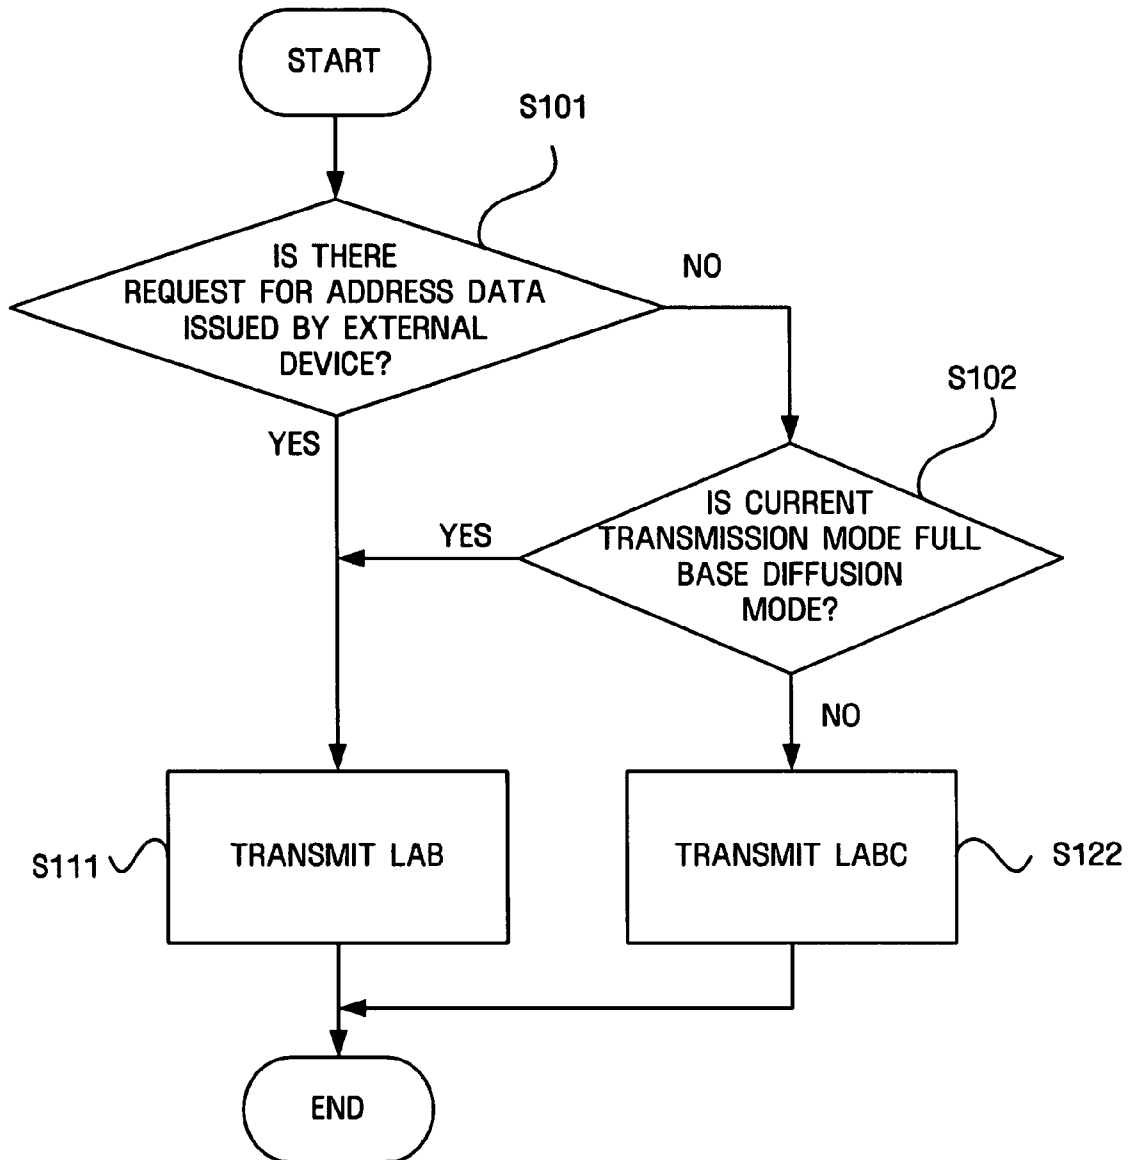 START
S101
IS THERE
REQUEST FOR ADDRESS DATA
ISSUED BY EXTERNAL
DEVICE?
NO
S102
YES
IS CURRENT
TRANSMISSION MODE FULL
BASE DIFFUSION
MODE?
YES
NO
S111
TRANSMIT LAB
TRANSMIT LABC
S122
END